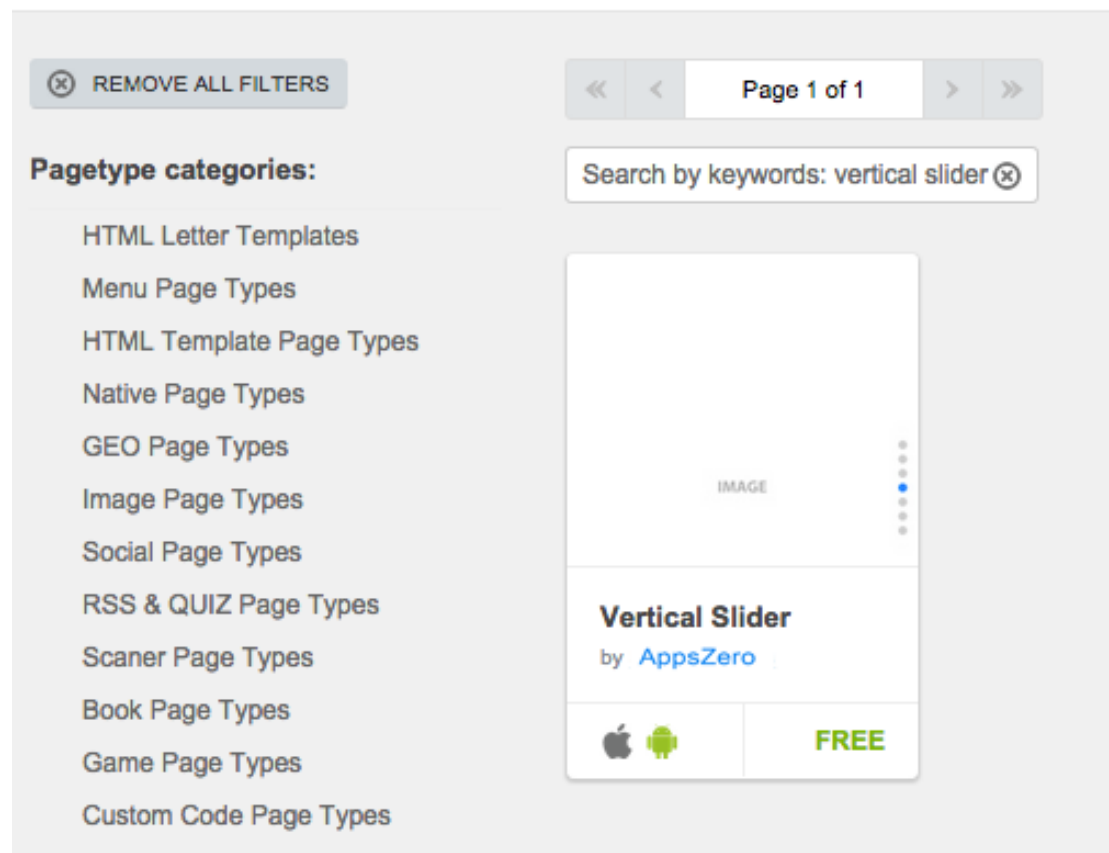 REMOVE ALL FILTERS
Pagetype categories:
HTML Letter Templates
Menu Page Types
HTML Template Page Types
Native Page Types
GEO Page Types
Image Page Types
Social Page Types
RSS & QUIZ Page Types
Scaner Page Types
Book Page Types
Game Page Types
Custom Code Page Types
Page 1 of 1
Search by keywords: vertical slider
IMAGE
Vertical Slider
by AppsZero
FREE